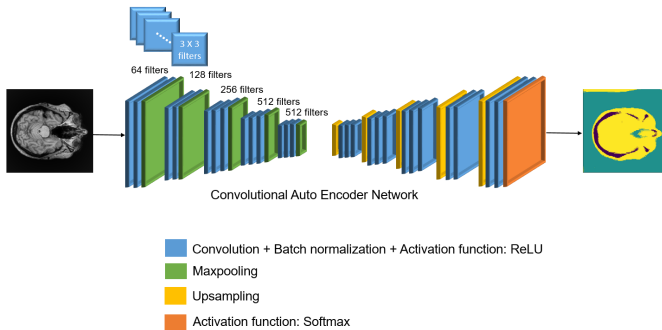 3 X 3
filters
64 filters
128 filters
256 filters
512 filters
512 filters
Convolutional Auto Encoder Network
Convolution + Batch normalization + Activation function: ReLU
Maxpooling
Upsampling
Activation function: Softmax